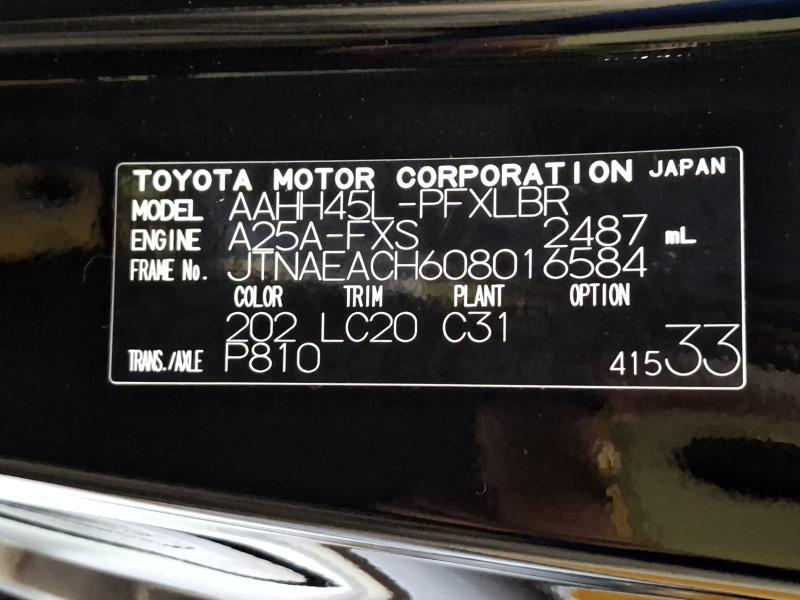 TOYOTA MOTOR CORPORATION JAPAN
MODEL AAHH45L-PFXLBR
ENGINE A25A-FXS 2487 mL
FRAME No. JTNAEACH608016584
COLOR TRIM PLANT OPTION
202 LC20 C31
TRANS./AXLE P810 41533